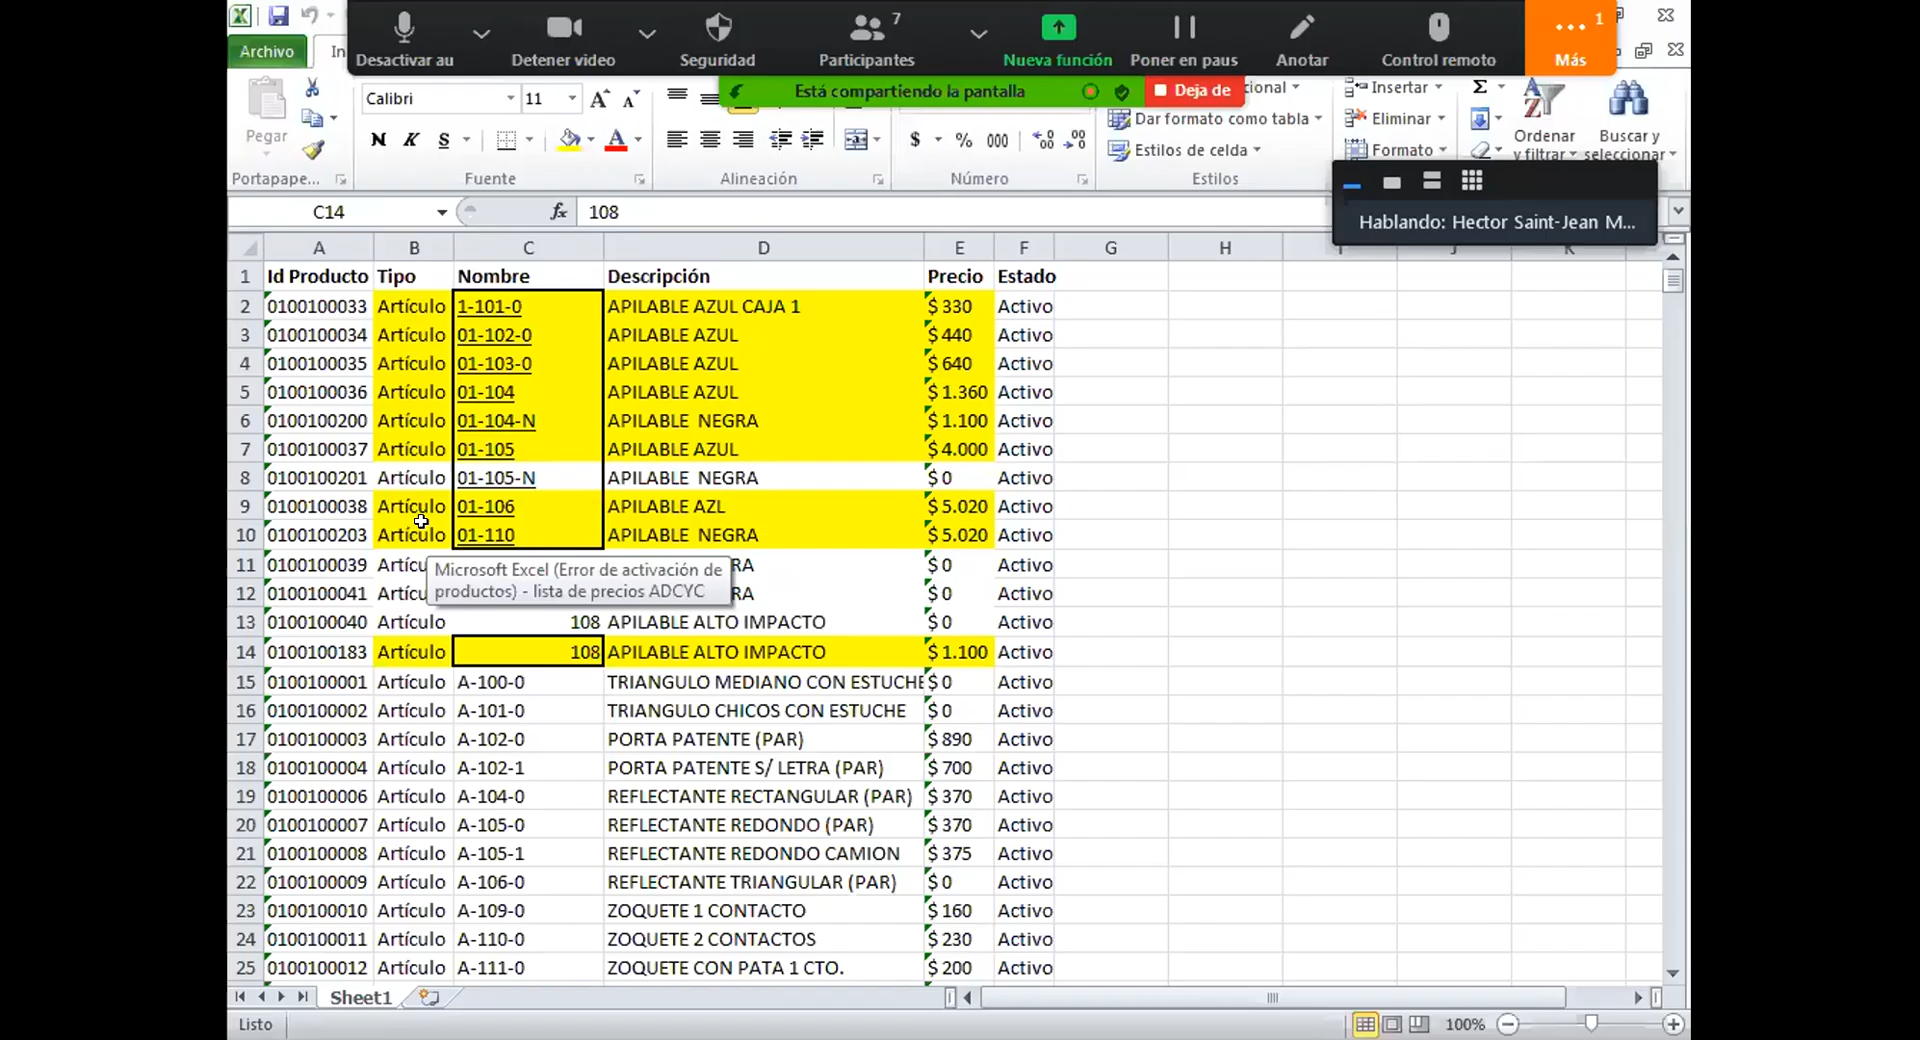 7
1
Desactivar au
Detener video
Seguridad
Participantes
Nueva función
Poner en paus
Anotar
Control remoto
Más
Está compartiendo la pantalla
Deja de
Archivo
In
Pegar
Calibri 11
N K S
$ % 000
cional
Dar formato como tabla
Estilos de celda
Insertar
Eliminar
Formato
Σ
Ordenar
y filtrar
Buscar y
seleccionar
Portapape... Fuente Alineación Número Estilos
Hablando: Hector Saint-Jean M...
C14 fx 108
A B C D E F G H
1 Id Producto Tipo Nombre Descripción Precio Estado
2 0100100033 Artículo 1-101-0 APILABLE AZUL CAJA 1 $ 330 Activo
3 0100100034 Artículo 01-102-0 APILABLE AZUL $ 440 Activo
4 0100100035 Artículo 01-103-0 APILABLE AZUL $ 640 Activo
5 0100100036 Artículo 01-104 APILABLE AZUL $ 1.360 Activo
6 0100100200 Artículo 01-104-N APILABLE  NEGRA $ 1.100 Activo
7 0100100037 Artículo 01-105 APILABLE AZUL $ 4.000 Activo
8 0100100201 Artículo 01-105-N APILABLE  NEGRA $ 0 Activo
9 0100100038 Artículo 01-106 APILABLE AZL $ 5.020 Activo
10 0100100203 Artículo 01-110 APILABLE  NEGRA $ 5.020 Activo
11 0100100039 Artícu RA $ 0 Activo
12 0100100041 Artícu RA $ 0 Activo
Microsoft Excel (Error de activación de
productos) - lista de precios ADCYC
13 0100100040 Artículo 108 APILABLE ALTO IMPACTO $ 0 Activo
14 0100100183 Artículo 108 APILABLE ALTO IMPACTO $ 1.100 Activo
15 0100100001 Artículo A-100-0 TRIANGULO MEDIANO CON ESTUCHE $ 0 Activo
16 0100100002 Artículo A-101-0 TRIANGULO CHICOS CON ESTUCHE $ 0 Activo
17 0100100003 Artículo A-102-0 PORTA PATENTE (PAR) $ 890 Activo
18 0100100004 Artículo A-102-1 PORTA PATENTE S/ LETRA (PAR) $ 700 Activo
19 0100100006 Artículo A-104-0 REFLECTANTE RECTANGULAR (PAR) $ 370 Activo
20 0100100007 Artículo A-105-0 REFLECTANTE REDONDO (PAR) $ 370 Activo
21 0100100008 Artículo A-105-1 REFLECTANTE REDONDO CAMION $ 375 Activo
22 0100100009 Artículo A-106-0 REFLECTANTE TRIANGULAR (PAR) $ 0 Activo
23 0100100010 Artículo A-109-0 ZOQUETE 1 CONTACTO $ 160 Activo
24 0100100011 Artículo A-110-0 ZOQUETE 2 CONTACTOS $ 230 Activo
25 0100100012 Artículo A-111-0 ZOQUETE CON PATA 1 CTO. $ 200 Activo
Sheet1
Listo
100%